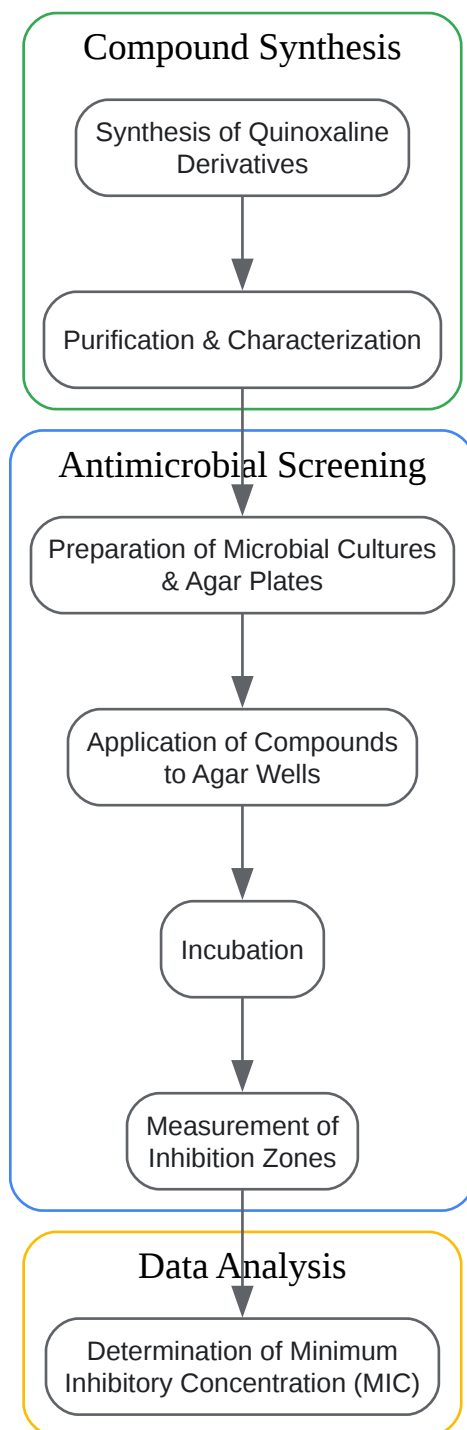 Compound Synthesis
Synthesis of Quinoxaline
Derivatives
Purification & Characterization
Antimicrobial Screening
Preparation of Microbial Cultures
& Agar Plates
Application of Compounds
to Agar Wells
Incubation
Measurement of
Inhibition Zones
Data Analysis
Determination of Minimum
Inhibitory Concentration (MIC)